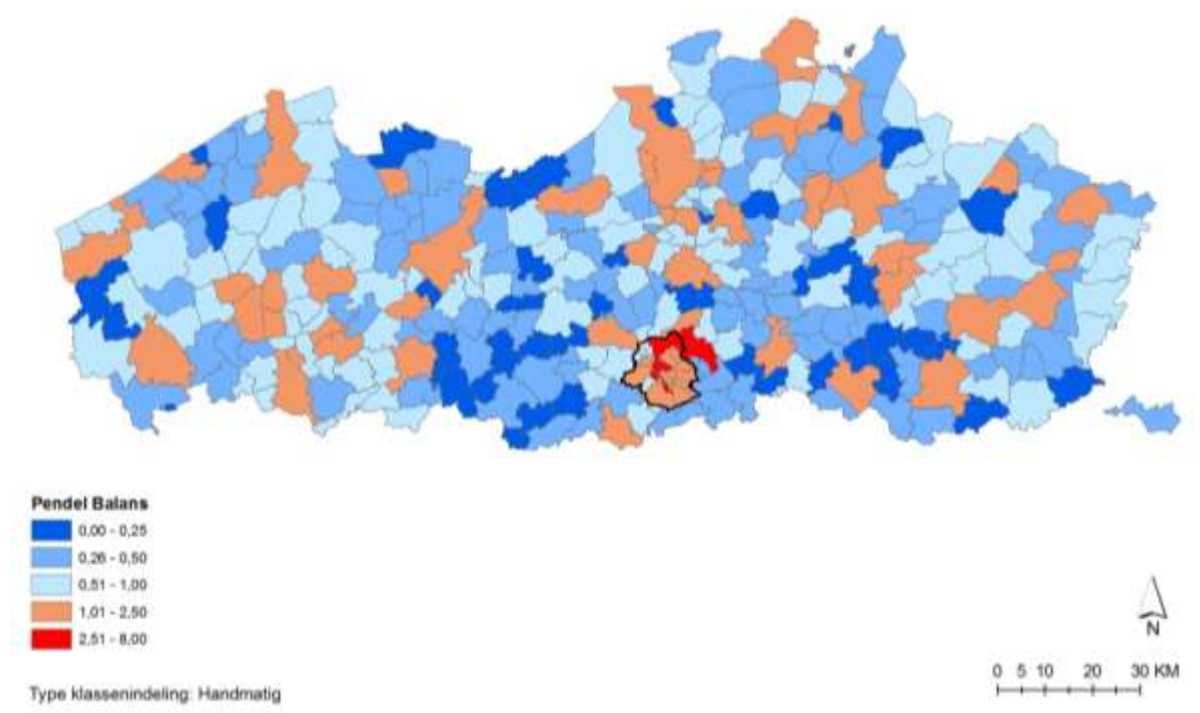 Pendel Balans
0,00 - 0,25
0,26 - 0,50
0,51 - 1,00
1,01 - 2,50
2,51 - 8,00
N
0 5 10 20 30 KM
Type klassenindeling: Handmatig